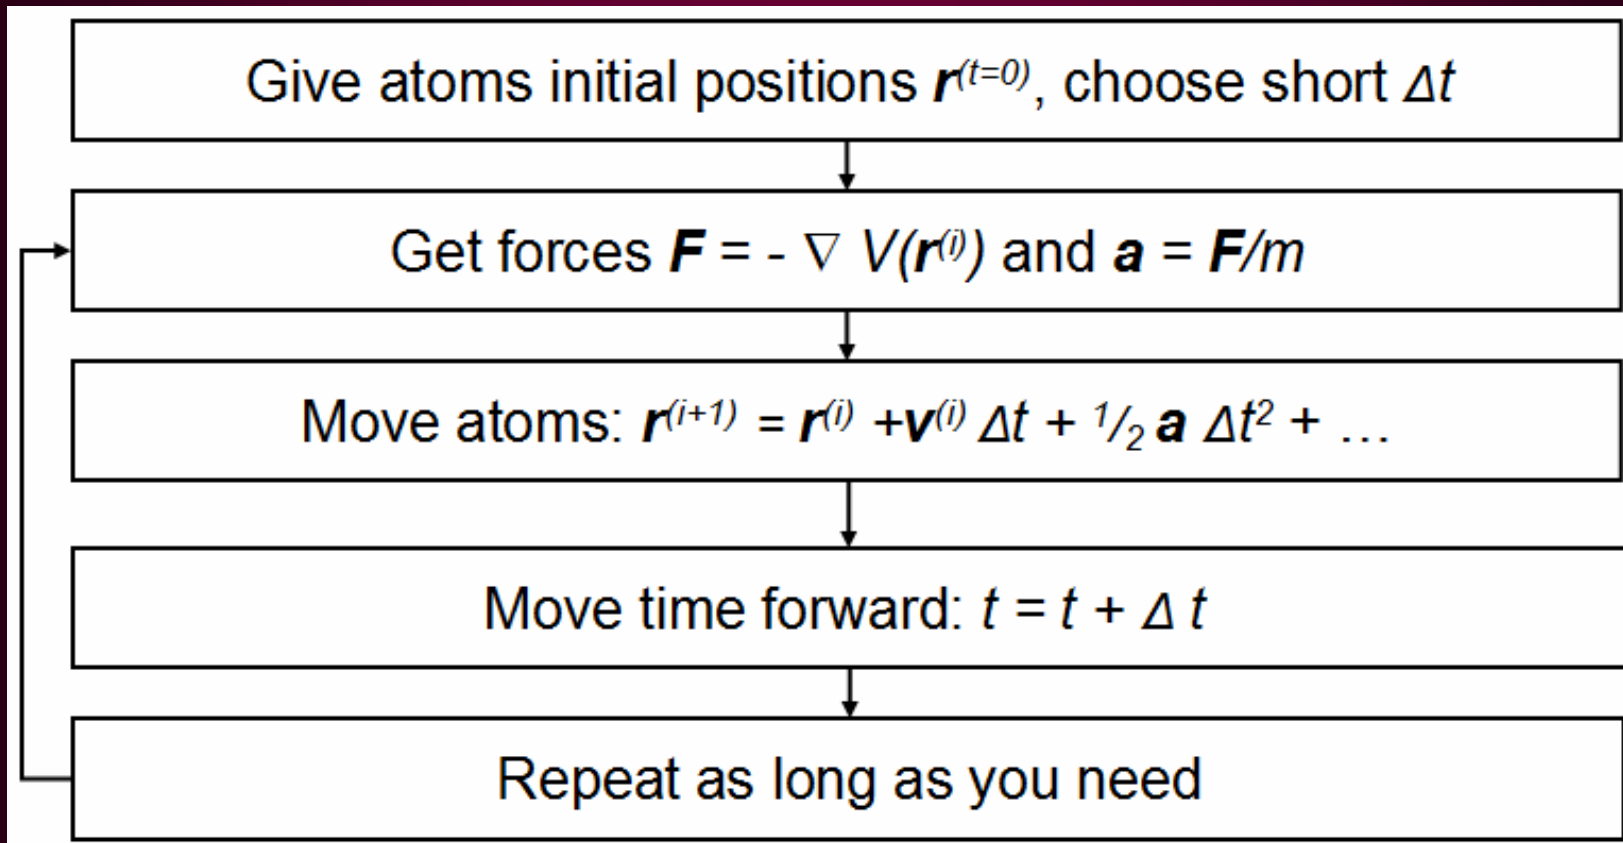 Give atoms initial positions r(t=0), choose short Δt
Get forces F = - ∇ V(r(i)) and a = F/m
Move atoms: r(i+1) = r(i) +v(i) Δt + 1/2 a Δt2 + …
Move time forward: t = t + Δ t
Repeat as long as you need